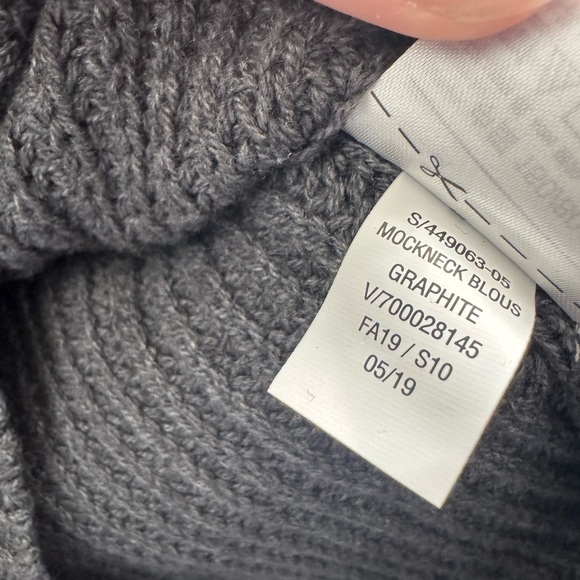 S/449063-05
MOCKNECK BLOUS
GRAPHITE
V/700028145
FA19 / S10
05/19